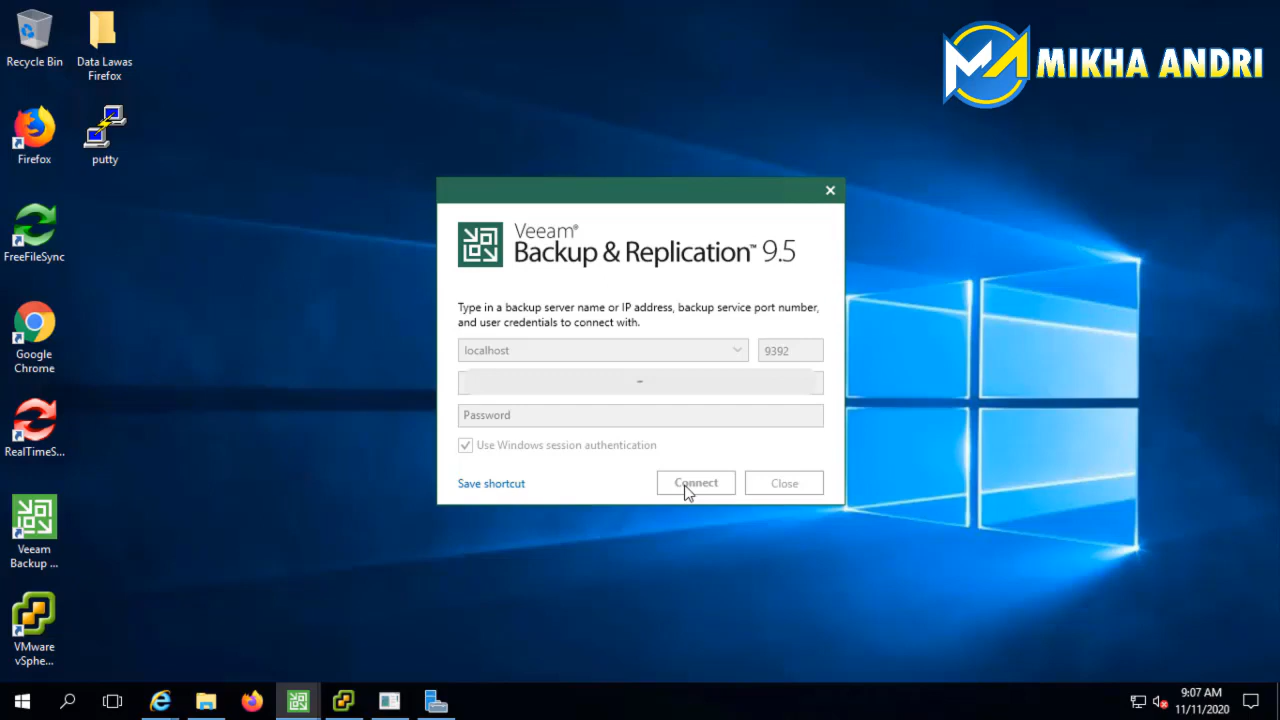 Recycle Bin
Data Lawas
Firefox
Firefox
putty
FreeFileSync
Google
Chrome
RealTimeS...
Veeam
Backup ...
VMware
vSphe...
MA MIKHA ANDRI
Veeam®
Backup & Replication™ 9.5
Type in a backup server name or IP address, backup service port number,
and user credentials to connect with.
localhost
9392
Password
Use Windows session authentication
Save shortcut
Connect
Close
9:07 AM
11/11/2020